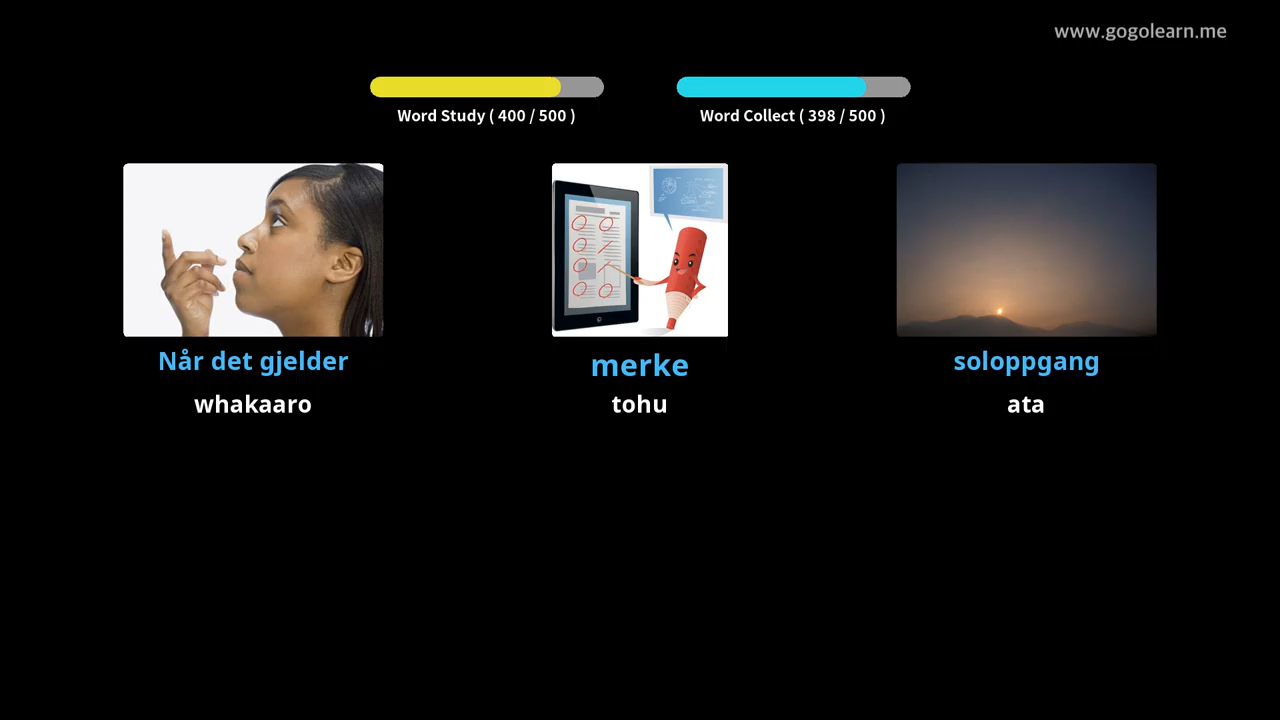 www.gogolearn.me
Word Study ( 400 / 500 )
Word Collect ( 398 / 500 )
Når det gjelder
merke
soloppgang
whakaaro
tohu
ata